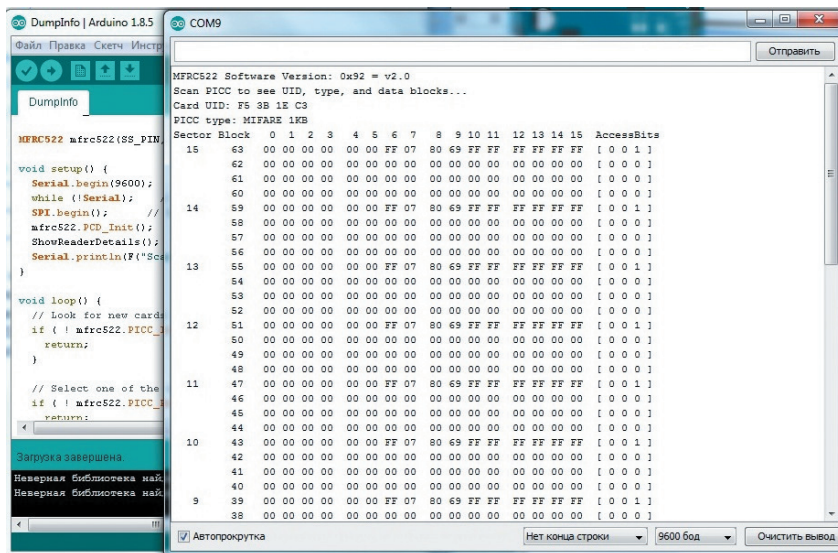 DumpInfo | Arduino 1.8.5
Файл Правка Скетч Инстр
DumpInfo
MFRC522 mfrc522(SS_PIN,
void setup() {
Serial.begin(9600);
while (!Serial);
SPI.begin(); //
mfrc522.PCD_Init();
ShowReaderDetails();
Serial.println(F("Sca
}
void loop() {
// Look for new cards
if ( ! mfrc522.PICC_I
return;
}
// Select one of the
if ( ! mfrc522.PICC_
return;
Загрузка завершена.
Неверная библиотека най
Неверная библиотека най
COM9
Отправить
MFRC522 Software Version: 0x92 = v2.0
Scan PICC to see UID, type, and data blocks...
Card UID: F5 3B 1E C3
PICC type: MIFARE 1KB
Sector Block 0 1 2 3 4 5 6 7 8 9 10 11 12 13 14 15 AccessBits
15 63 00 00 00 00 00 00 FF 07 80 69 FF FF FF FF FF FF [ 0 0 1 ]
62 00 00 00 00 00 00 00 00 00 00 00 00 00 00 00 00 [ 0 0 0 ]
61 00 00 00 00 00 00 00 00 00 00 00 00 00 00 00 00 [ 0 0 0 ]
60 00 00 00 00 00 00 00 00 00 00 00 00 00 00 00 00 [ 0 0 0 ]
14 59 00 00 00 00 00 00 FF 07 80 69 FF FF FF FF FF FF [ 0 0 1 ]
58 00 00 00 00 00 00 00 00 00 00 00 00 00 00 00 00 [ 0 0 0 ]
57 00 00 00 00 00 00 00 00 00 00 00 00 00 00 00 00 [ 0 0 0 ]
56 00 00 00 00 00 00 00 00 00 00 00 00 00 00 00 00 [ 0 0 0 ]
13 55 00 00 00 00 00 00 FF 07 80 69 FF FF FF FF FF FF [ 0 0 1 ]
54 00 00 00 00 00 00 00 00 00 00 00 00 00 00 00 00 [ 0 0 0 ]
53 00 00 00 00 00 00 00 00 00 00 00 00 00 00 00 00 [ 0 0 0 ]
52 00 00 00 00 00 00 00 00 00 00 00 00 00 00 00 00 [ 0 0 0 ]
12 51 00 00 00 00 00 00 FF 07 80 69 FF FF FF FF FF FF [ 0 0 1 ]
50 00 00 00 00 00 00 00 00 00 00 00 00 00 00 00 00 [ 0 0 0 ]
49 00 00 00 00 00 00 00 00 00 00 00 00 00 00 00 00 [ 0 0 0 ]
48 00 00 00 00 00 00 00 00 00 00 00 00 00 00 00 00 [ 0 0 0 ]
11 47 00 00 00 00 00 00 FF 07 80 69 FF FF FF FF FF FF [ 0 0 1 ]
46 00 00 00 00 00 00 00 00 00 00 00 00 00 00 00 00 [ 0 0 0 ]
45 00 00 00 00 00 00 00 00 00 00 00 00 00 00 00 00 [ 0 0 0 ]
44 00 00 00 00 00 00 00 00 00 00 00 00 00 00 00 00 [ 0 0 0 ]
10 43 00 00 00 00 00 00 FF 07 80 69 FF FF FF FF FF FF [ 0 0 1 ]
42 00 00 00 00 00 00 00 00 00 00 00 00 00 00 00 00 [ 0 0 0 ]
41 00 00 00 00 00 00 00 00 00 00 00 00 00 00 00 00 [ 0 0 0 ]
40 00 00 00 00 00 00 00 00 00 00 00 00 00 00 00 00 [ 0 0 0 ]
9 39 00 00 00 00 00 00 FF 07 80 69 FF FF FF FF FF FF [ 0 0 1 ]
38 00 00 00 00 00 00 00 00 00 00 00 00 00 00 00 00 [ 0 0 0 ]
Автопрокрутка
Нет конца строки
9600 бод
Очистить вывод